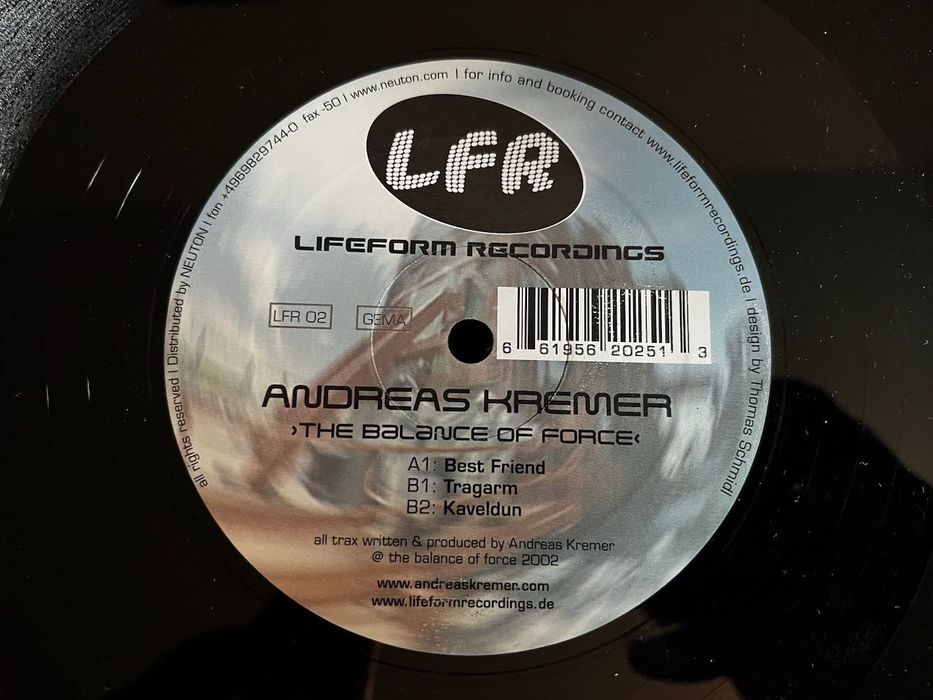 all rights reserved | Distributed by NEUTON | fon +4969829744-0 fax -50 | www.neuton.com | for info and booking contact www.lifeformrecordings.de | design by Thomas Schmidl
LFR
LIFEFORM RECORDINGS
LFR 02 GEMA
6 61956 20251 3
ANDREAS KREMER
›THE BALANCE OF FORCE‹
A1: Best Friend
B1: Tragarm
B2: Kaveldun
all trax written & produced by Andreas Kremer
@ the balance of force 2002
www.andreaskremer.com
www.lifeformrecordings.de